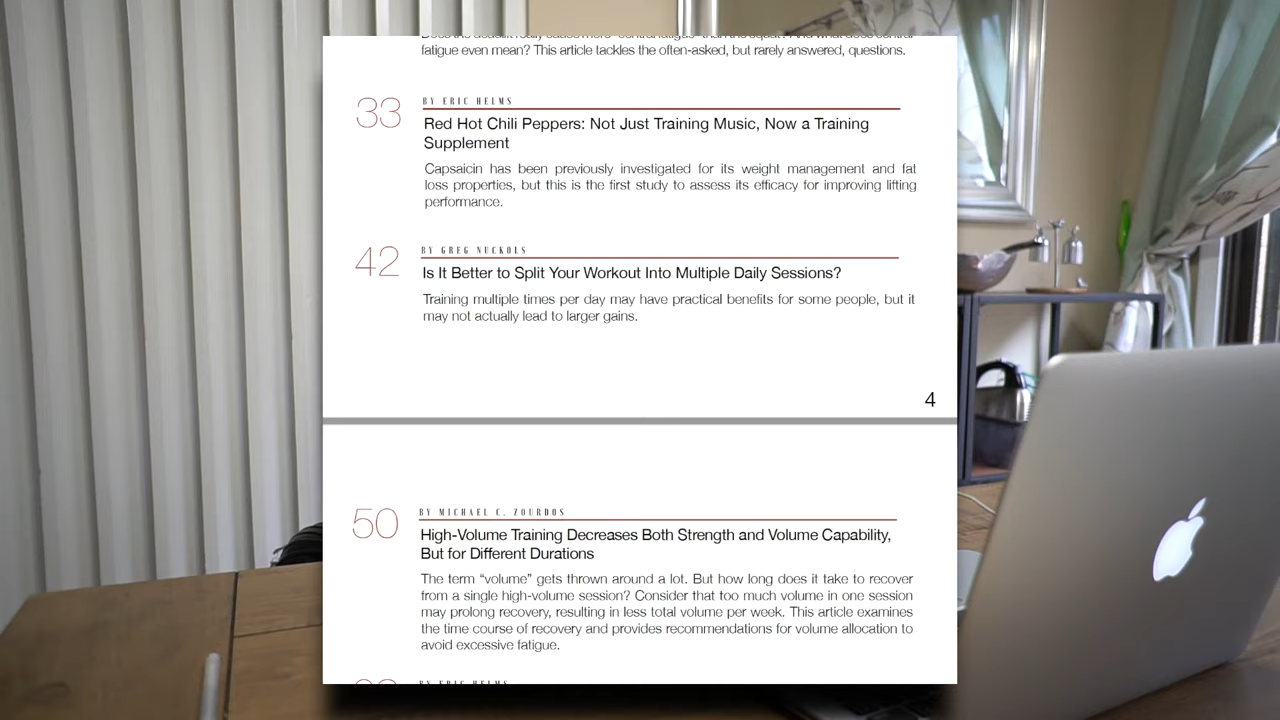 fatigue even mean? This article tackles the often-asked, but rarely answered, questions.
33
BY ERIC HELMS
Red Hot Chili Peppers: Not Just Training Music, Now a Training
Supplement
Capsaicin has been previously investigated for its weight management and fat
loss properties, but this is the first study to assess its efficacy for improving lifting
performance.
42
BY GREG NUCKOLS
Is It Better to Split Your Workout Into Multiple Daily Sessions?
Training multiple times per day may have practical benefits for some people, but it
may not actually lead to larger gains.
4
50
BY MICHAEL C. ZOURDOS
High-Volume Training Decreases Both Strength and Volume Capability,
But for Different Durations
The term “volume” gets thrown around a lot. But how long does it take to recover
from a single high-volume session? Consider that too much volume in one session
may prolong recovery, resulting in less total volume per week. This article examines
the time course of recovery and provides recommendations for volume allocation to
avoid excessive fatigue.
BY ERIC HELMS